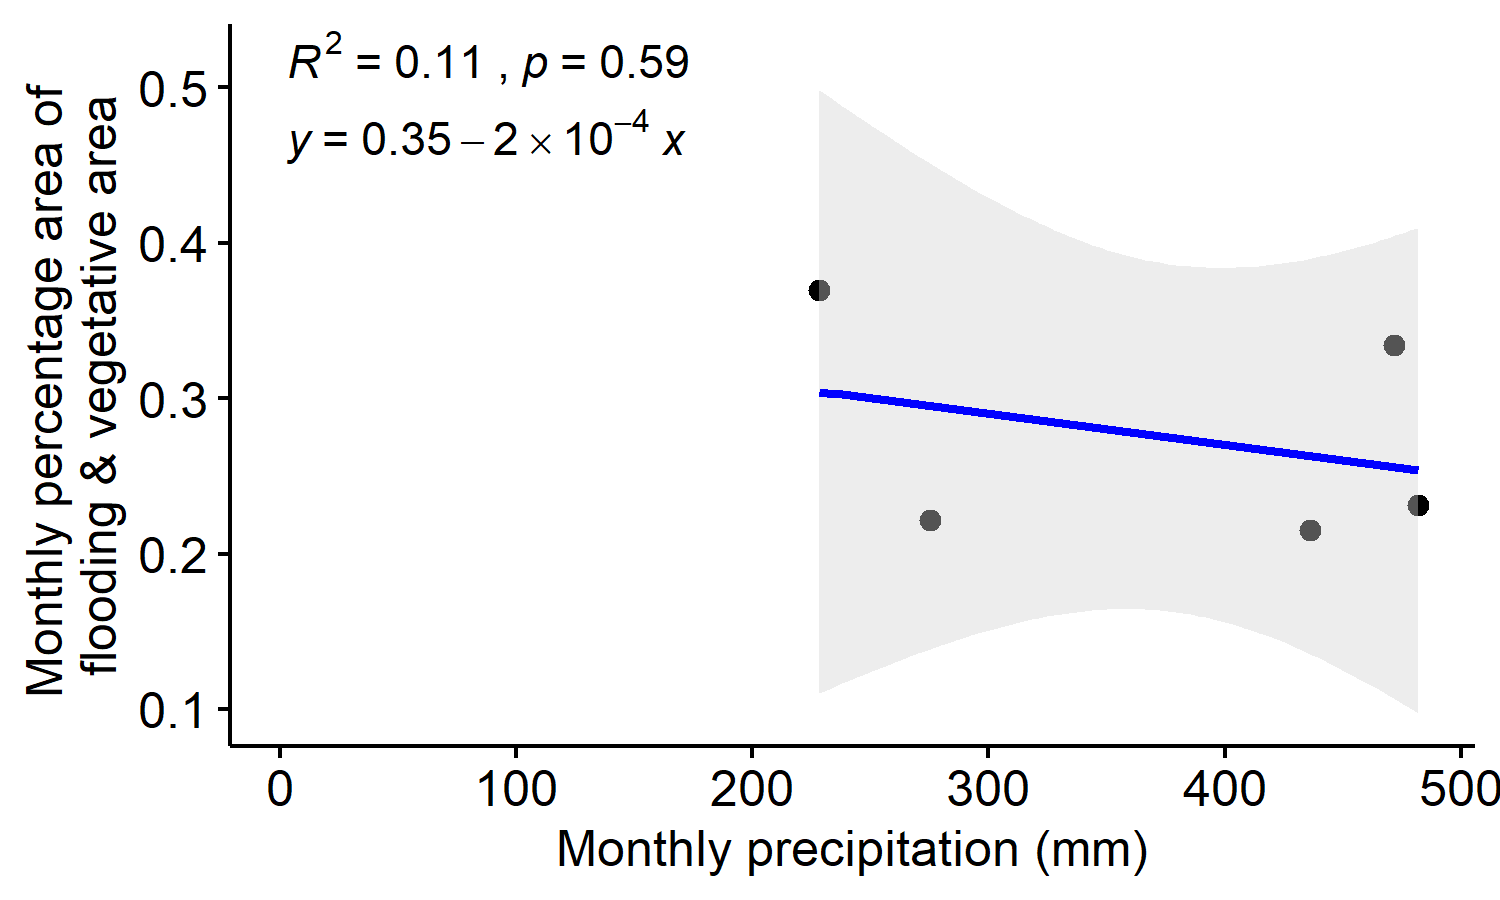 R² = 0.11 , p = 0.59
y = 0.35 − 2 × 10⁻⁴ x
Monthly percentage area of
flooding & vegetative area
0.5
0.4
0.3
0.2
0.1
0 100 200 300 400 500
Monthly precipitation (mm)